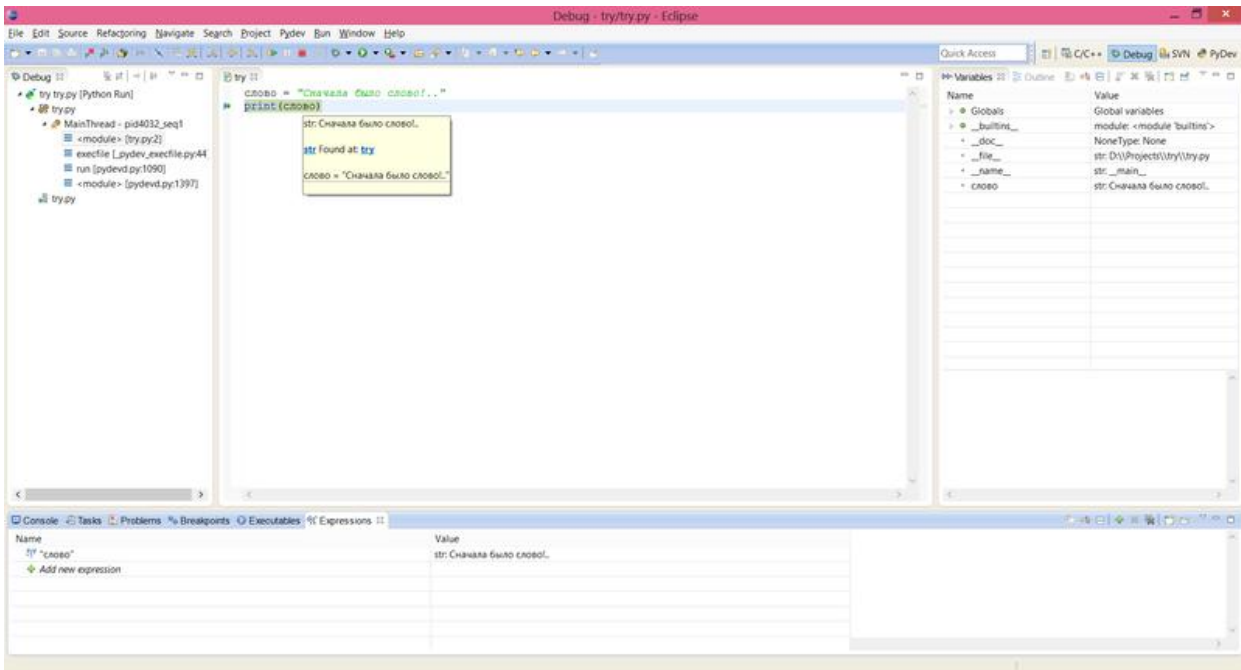 Debug - try/try.py - Eclipse
File Edit Source Refactoring Navigate Search Project Pydev Run Window Help
Quick Access C/C++ Debug SVN PyDev
Debug
try try.py [Python Run]
try.py
MainThread - pid4032_seq1
<module> [try.py:2]
execfile [_pydev_execfile.py:44
run [pydevd.py:1090]
<module> [pydevd.py:1397]
try.py
try
слово = "Сначала было слово!.."
print(слово)
str: Сначала было слово!..
str Found at: try
слово = "Сначала было слово!.."
Variables Outline
Name Value
Globals Global variables
__builtins__ module: <module 'builtins'>
__doc__ NoneType: None
__file__ str: D:\\Projects\\try\\try.py
__name__ str: __main__
слово str: Сначала было слово!..
Console Tasks Problems Breakpoints Executables Expressions
Name Value
"слово" str: Сначала было слово!..
Add new expression